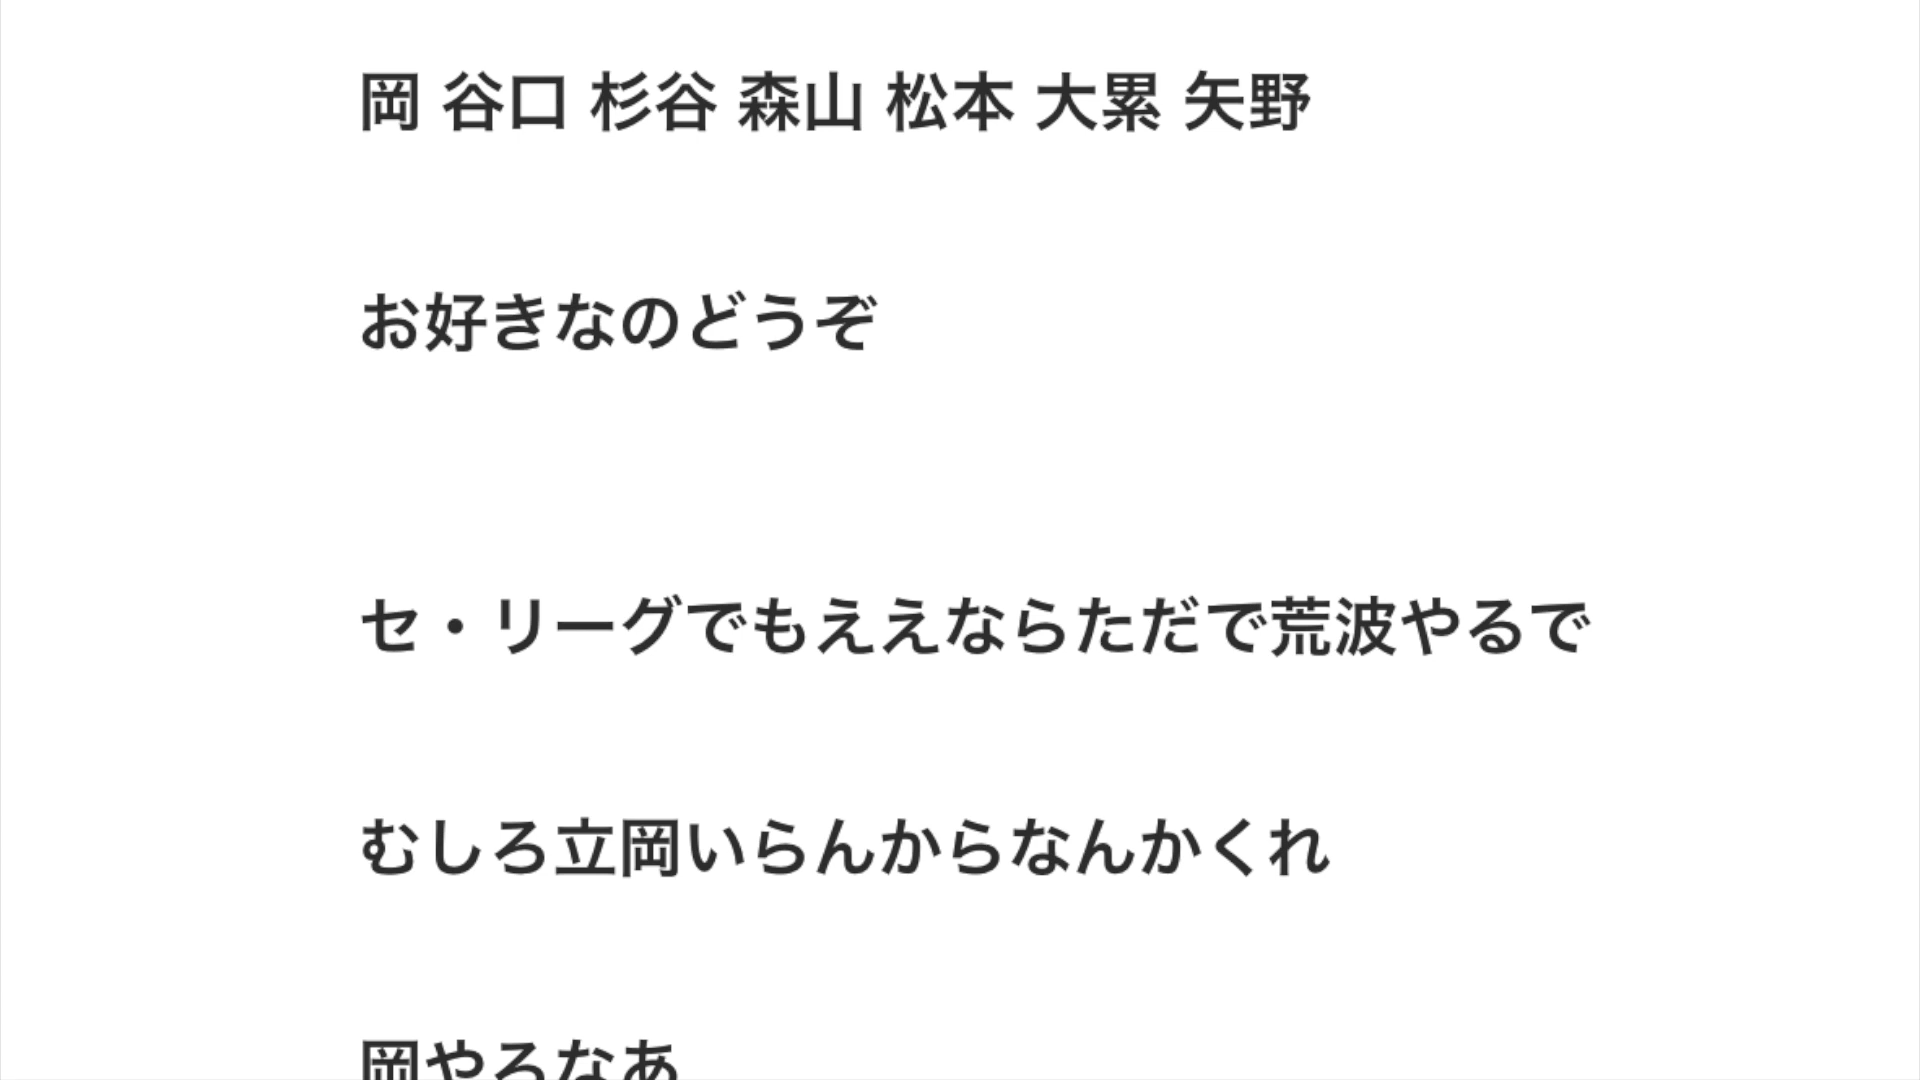 岡 谷口 杉谷 森山 松本 大累 矢野
お好きなのどうぞ
セ・リーグでもええならただで荒波やるで
むしろ立岡いらんからなんかくれ
岡やろなあ